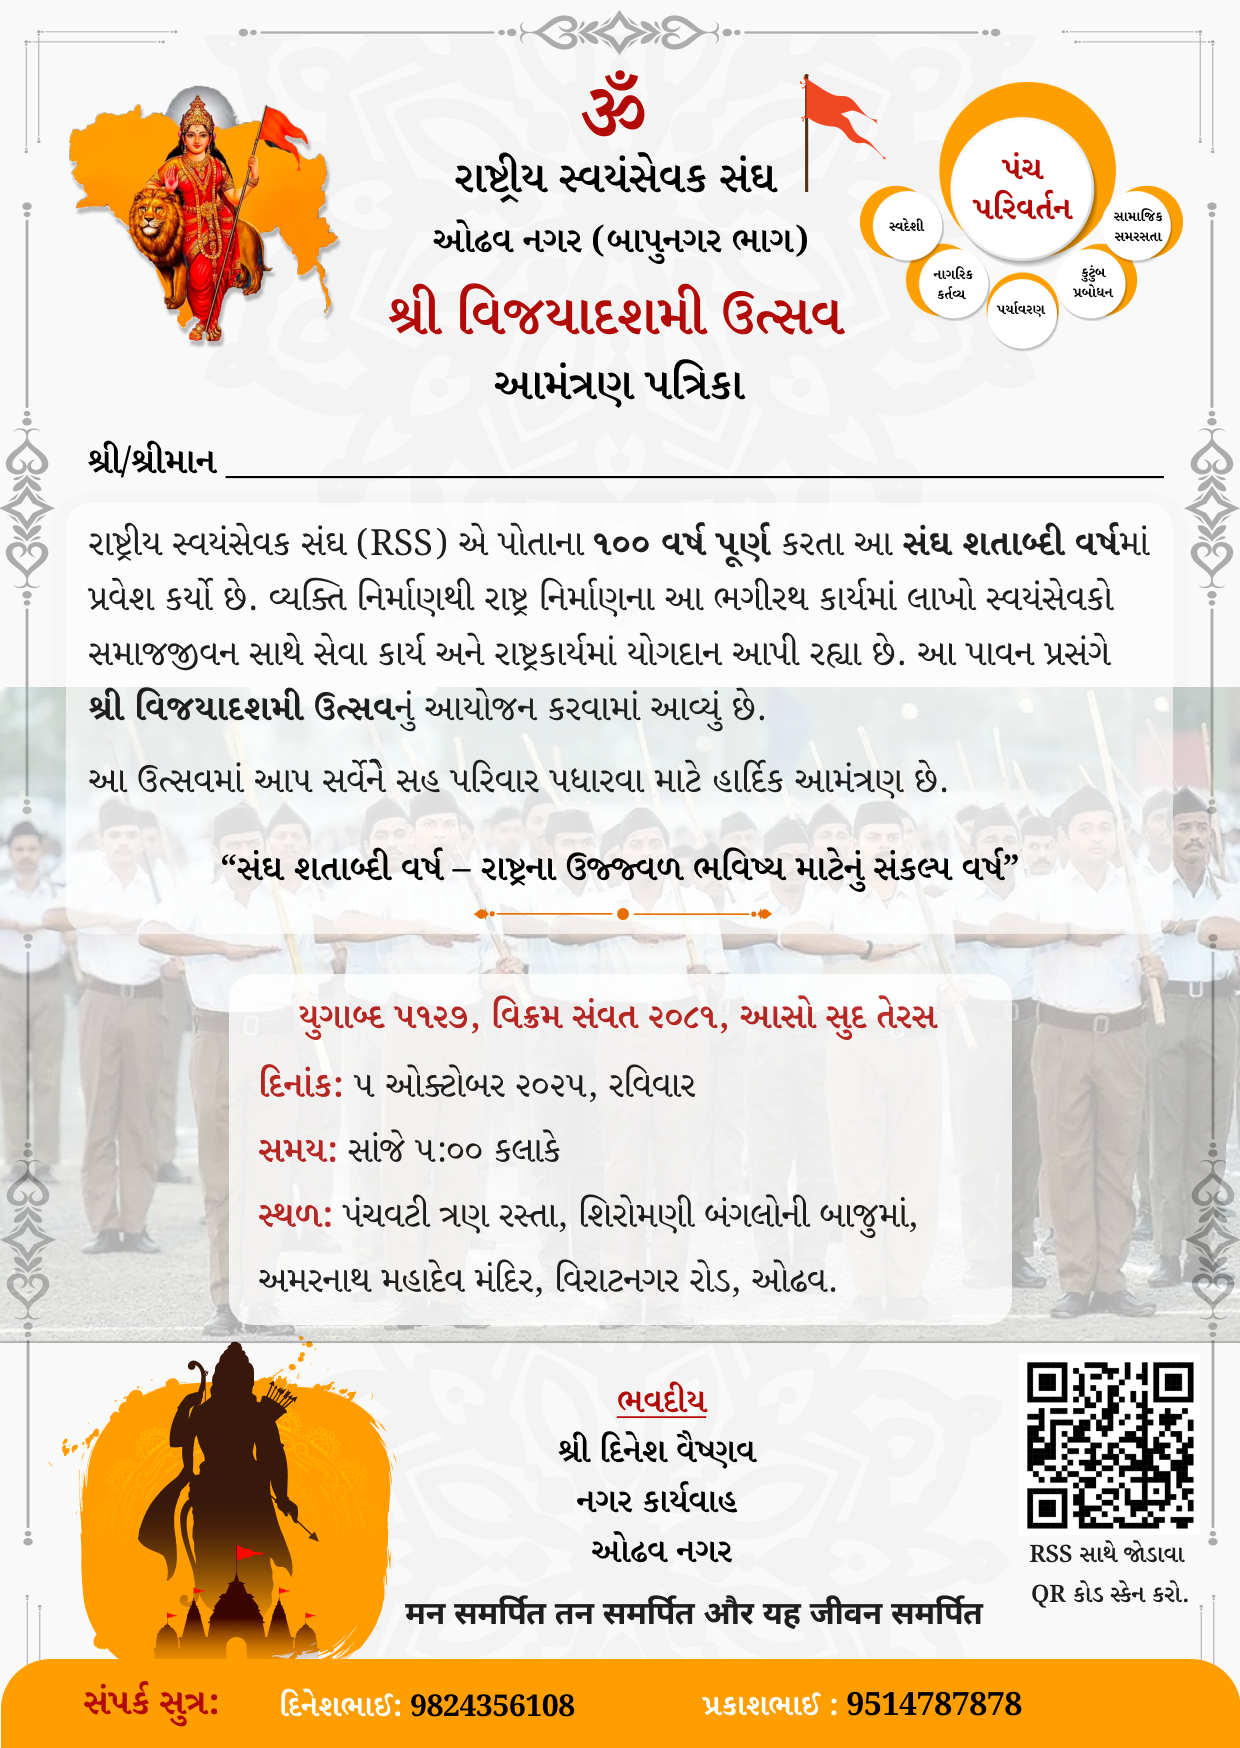 ॐ
રાષ્ટ્રીય સ્વયંસેવક સંઘ
ઓઢવ નગર (બાપુનગર ભાગ)
શ્રી વિજયાદશમી ઉત્સવ
આમંત્રણ પત્રિકા
પંચ
પરિવર્તન
સ્વદેશી
નાગરિક
કર્તવ્ય
પર્યાવરણ
કુટુંબ
પ્રબોધન
સામાજિક
સમરસતા
શ્રી/શ્રીમાન
રાષ્ટ્રીય સ્વયંસેવક સંઘ (RSS) એ પોતાના ૧૦૦ વર્ષ પૂર્ણ કરતા આ સંઘ શતાબ્દી વર્ષમાં
પ્રવેશ કર્યો છે. વ્યક્તિ નિર્માણથી રાષ્ટ્ર નિર્માણના આ ભગીરથ કાર્યમાં લાખો સ્વયંસેવકો
સમાજજીવન સાથે સેવા કાર્ય અને રાષ્ટ્રકાર્યમાં યોગદાન આપી રહ્યા છે. આ પાવન પ્રસંગે
શ્રી વિજયાદશમી ઉત્સવનું આયોજન કરવામાં આવ્યું છે.
આ ઉત્સવમાં આપ સર્વેને સહ પરિવાર પધારવા માટે હાર્દિક આમંત્રણ છે.
“સંઘ શતાબ્દી વર્ષ – રાષ્ટ્રના ઉજ્જ્વળ ભવિષ્ય માટેનું સંકલ્પ વર્ષ”
યુગાબ્દ ૫૧૨૭, વિક્રમ સંવત ૨૦૮૧, આસો સુદ તેરસ
દિનાંક: ૫ ઓક્ટોબર ૨૦૨૫, રવિવાર
સમય: સાંજે ૫:૦૦ કલાકે
સ્થળ: પંચવટી ત્રણ રસ્તા, શિરોમણી બંગલોની બાજુમાં,
અમરનાથ મહાદેવ મંદિર, વિરાટનગર રોડ, ઓઢવ.
ભવદીય
શ્રી દિનેશ વૈષ્ણવ
નગર કાર્યવાહ
ઓઢવ નગર
मन समर्पित तन समर्पित और यह जीवन समर्पित
RSS સાથે જોડાવા
QR કોડ સ્કેન કરો.
સંપર્ક સુત્ર: દિનેશભાઈ: 9824356108 પ્રકાશભાઈ : 9514787878